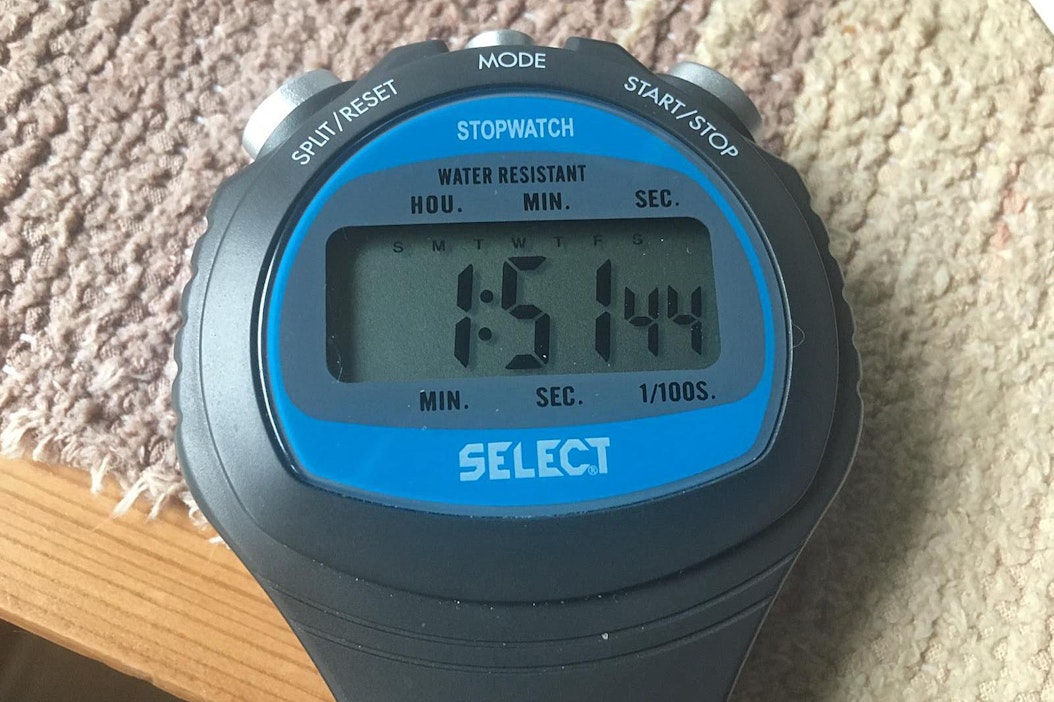 MODE
SPLIT/RESET
START/STOP
STOPWATCH
WATER RESISTANT
HOU. MIN. SEC.
S M T W T F S
1:51 44
MIN. SEC. 1/100S.
SELECT®